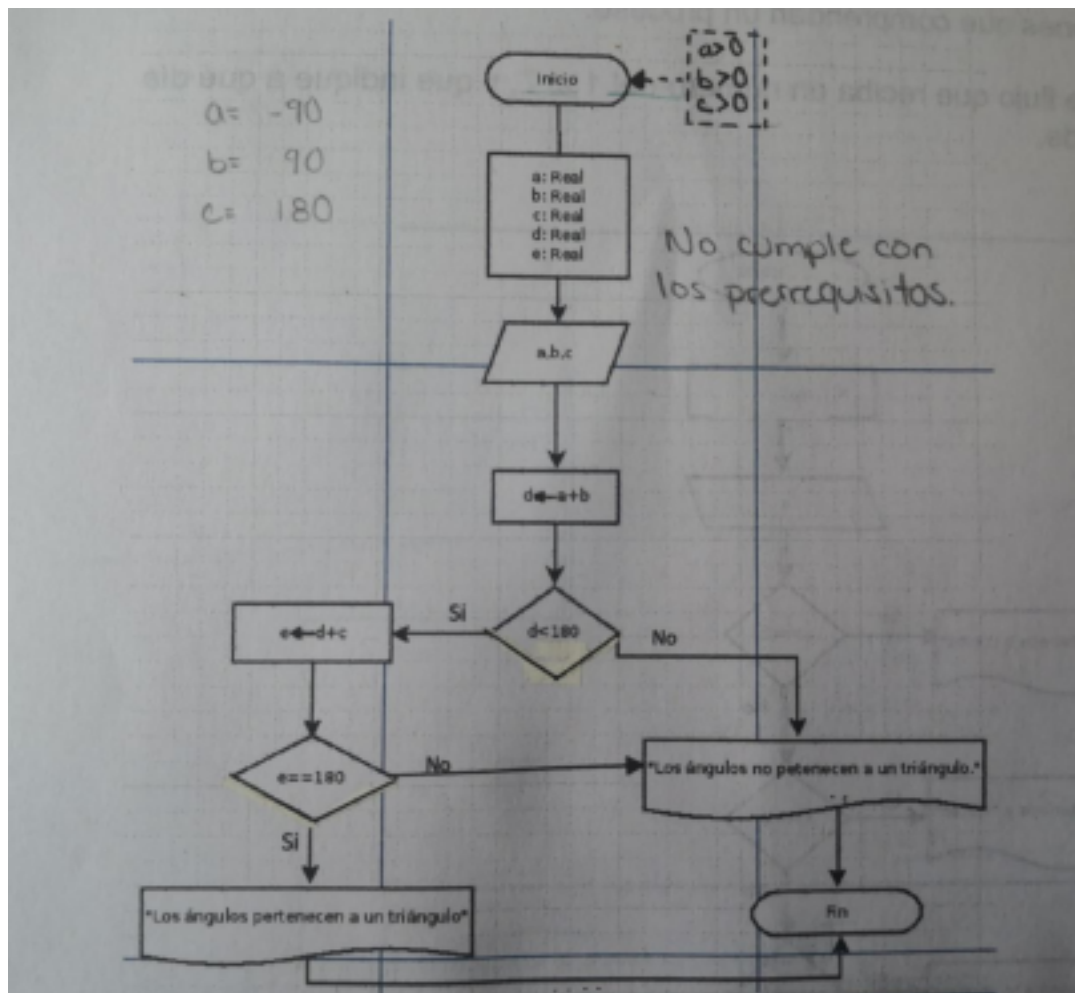 Inicio
a>0
b>0
c>0
a= -90
b= 90
c= 180
a: Real
b: Real
c: Real
d: Real
e: Real
No cumple con
los prerrequisitos.
a,b,c
d←a+b
d<180
Si
No
e←d+c
e==180
No
Si
"Los ángulos no petenecen a un triángulo."
"Los ángulos pertenecen a un triángulo"
Fin